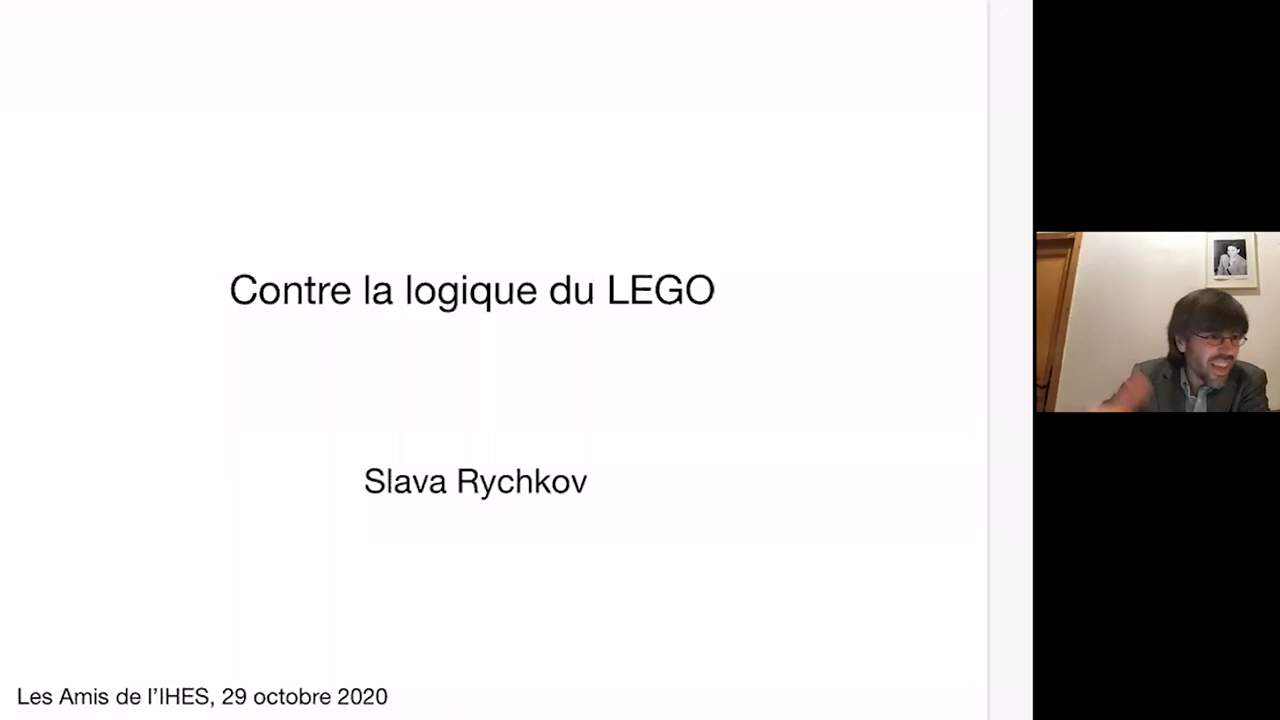 Contre la logique du LEGO
Slava Rychkov
Les Amis de l'IHES, 29 octobre 2020